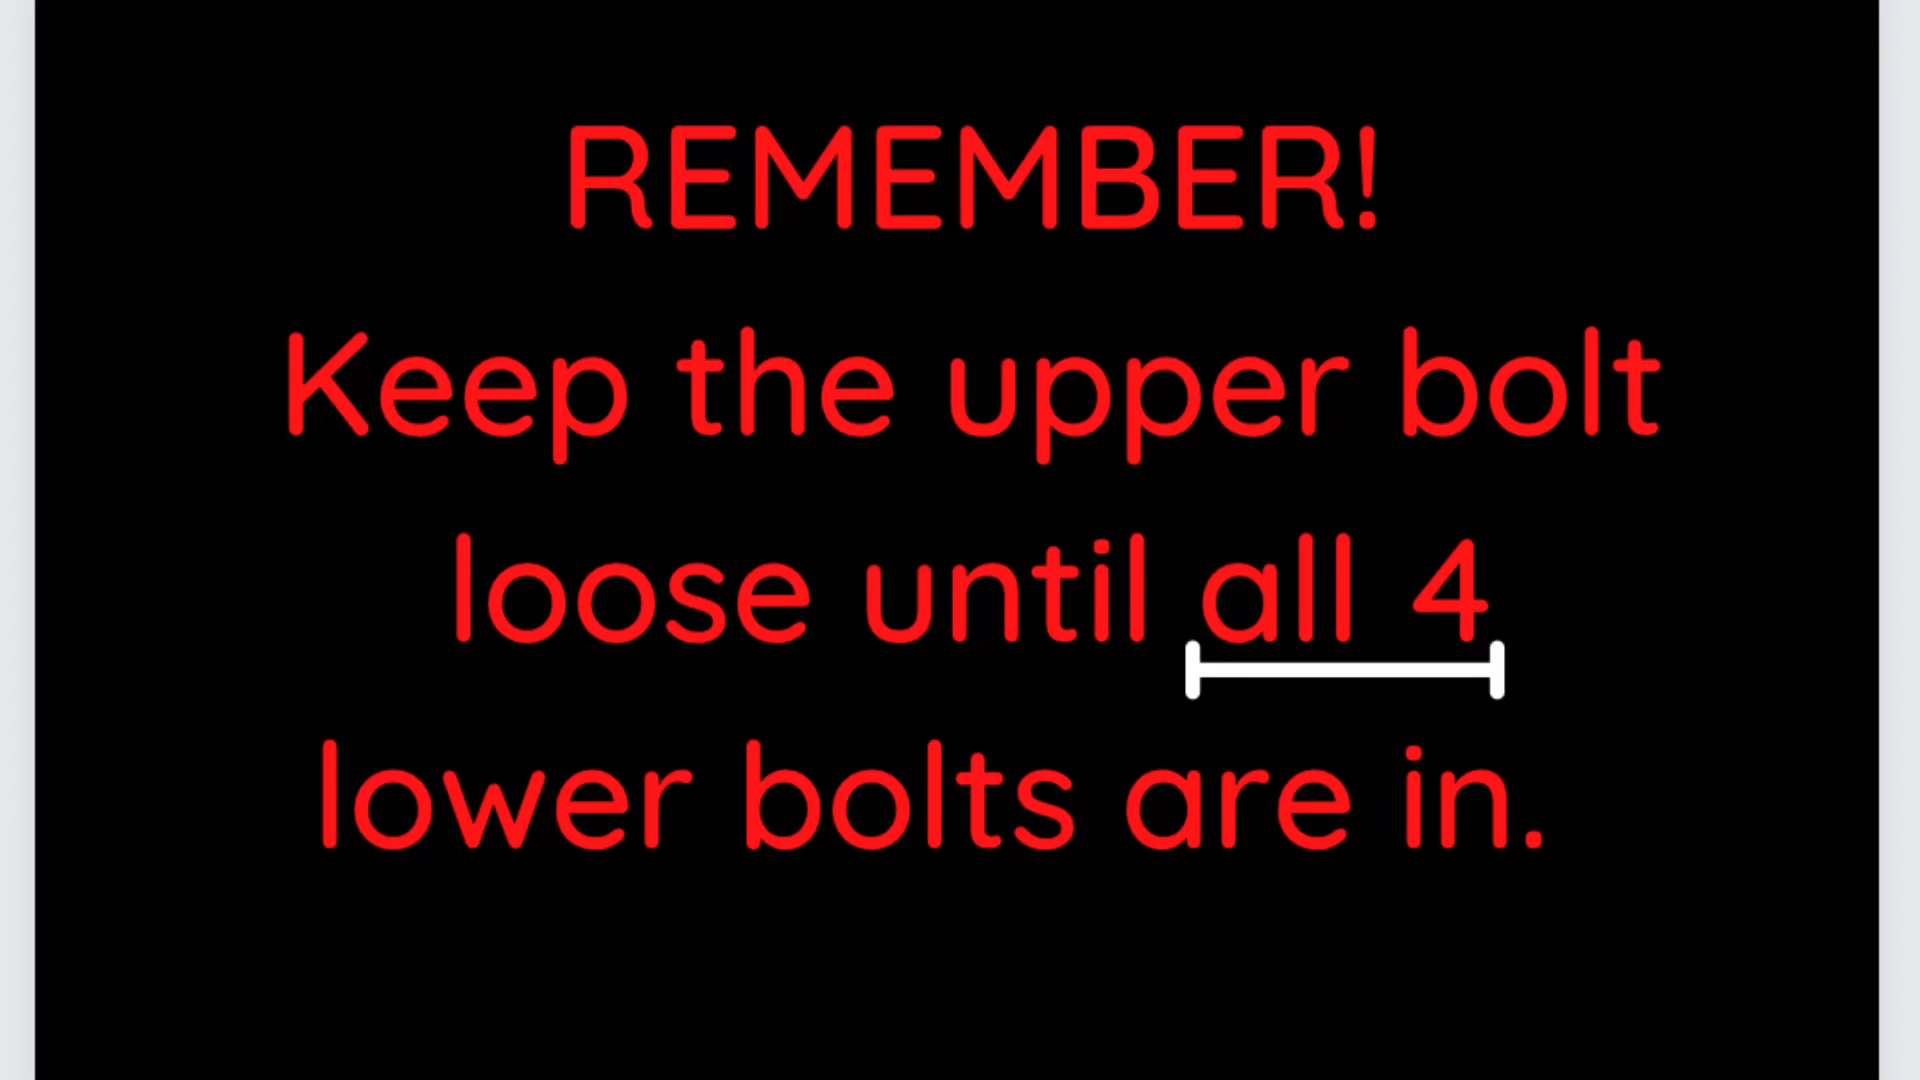 REMEMBER!
Keep the upper bolt
loose until all 4
lower bolts are in.